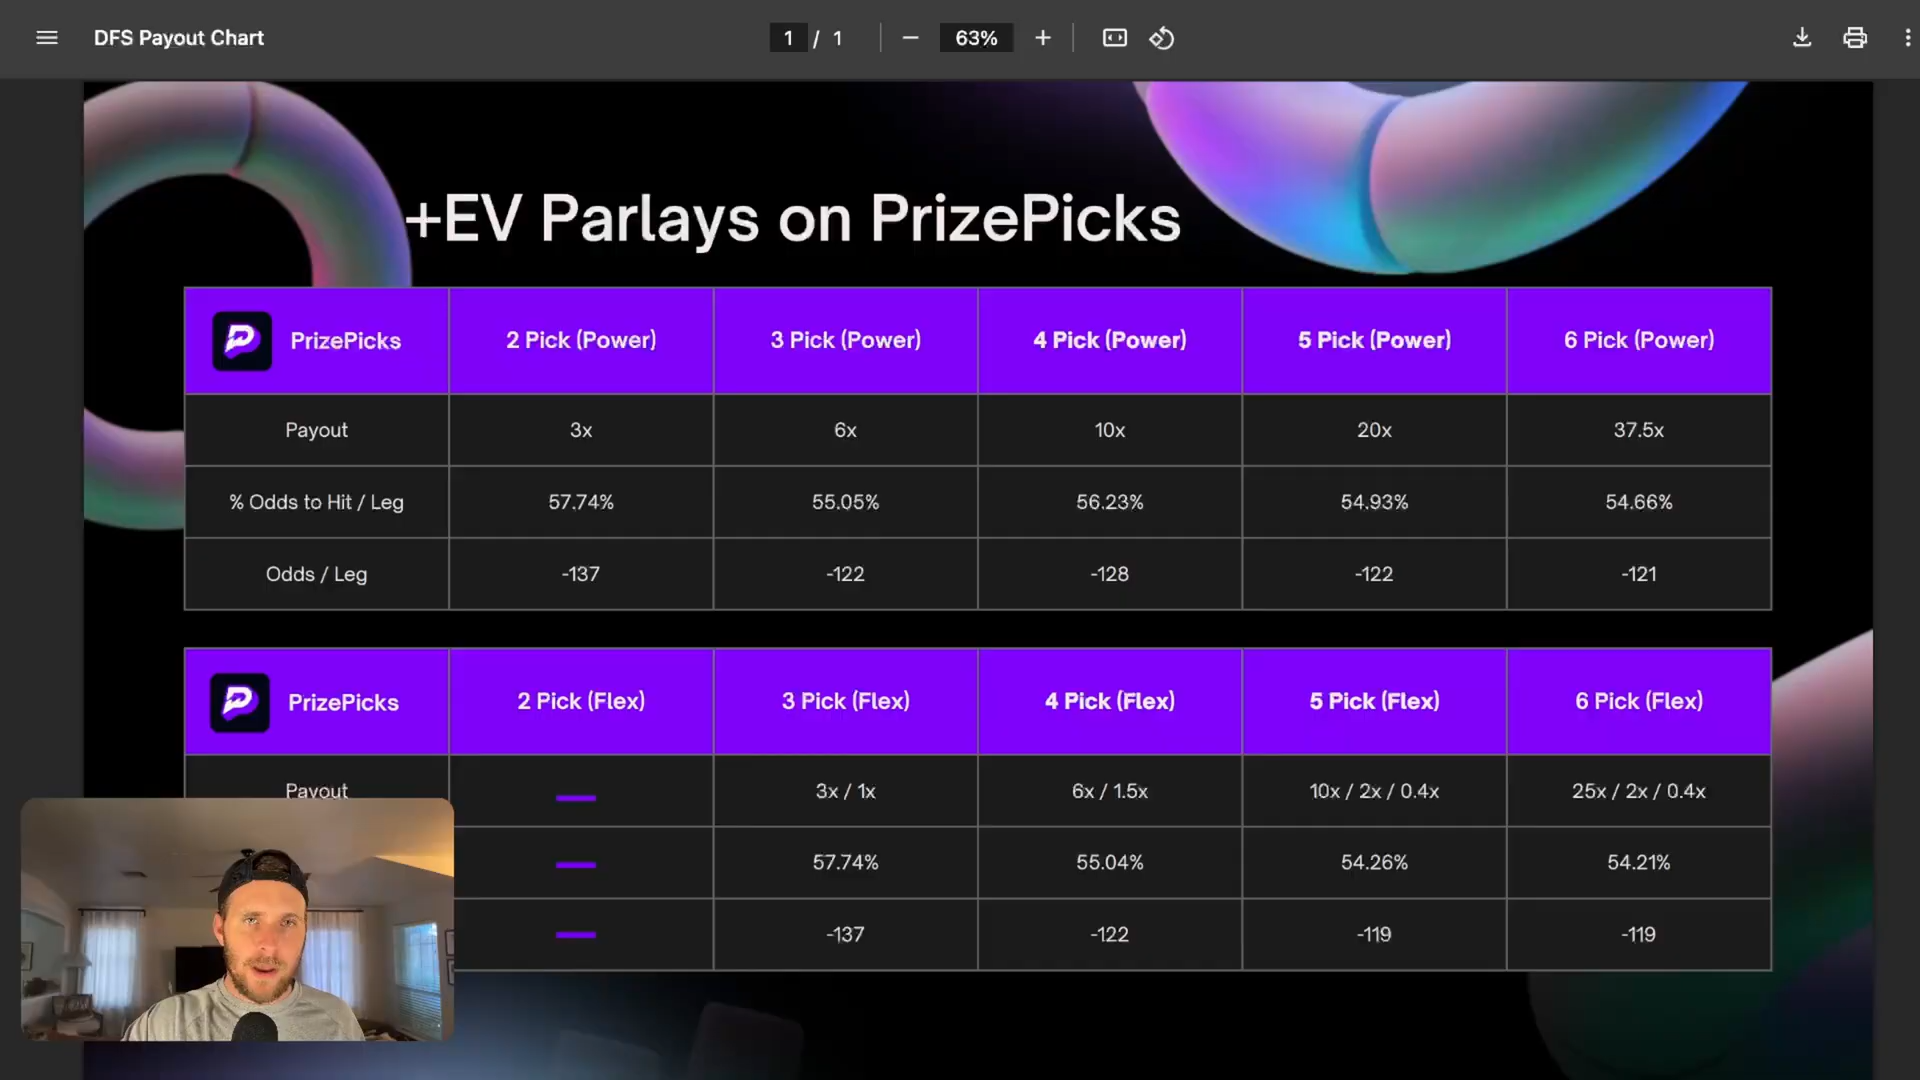 DFS Payout Chart
1 / 1
63%
+EV Parlays on PrizePicks
PrizePicks 2 Pick (Power) 3 Pick (Power) 4 Pick (Power) 5 Pick (Power) 6 Pick (Power)
Payout 3x 6x 10x 20x 37.5x
% Odds to Hit / Leg 57.74% 55.05% 56.23% 54.93% 54.66%
Odds / Leg -137 -122 -128 -122 -121
PrizePicks 2 Pick (Flex) 3 Pick (Flex) 4 Pick (Flex) 5 Pick (Flex) 6 Pick (Flex)
Payout 3x / 1x 6x / 1.5x 10x / 2x / 0.4x 25x / 2x / 0.4x
57.74% 55.04% 54.26% 54.21%
-137 -122 -119 -119